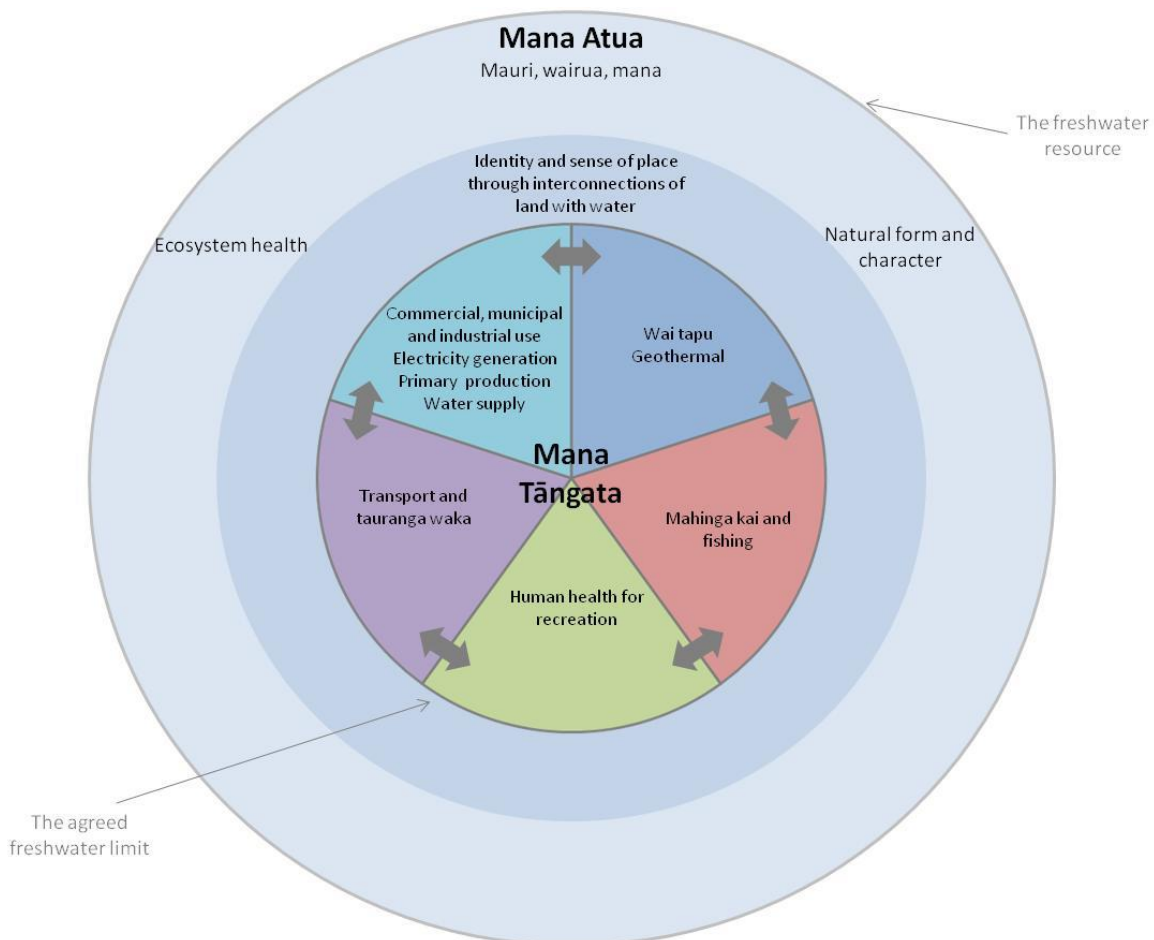 Mana Atua
Mauri, wairua, mana
The freshwater
resource
Identity and sense of place
through interconnections of
land with water
Ecosystem health
Natural form and
character
Commercial, municipal
and industrial use
Electricity generation
Primary production
Water supply
Wai tapu
Geothermal
Mana
Tāngata
Transport and
tauranga waka
Mahinga kai and
fishing
Human health for
recreation
The agreed
freshwater limit